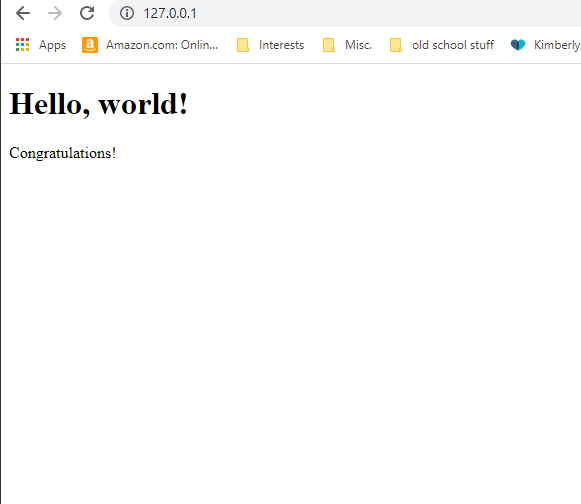 127.0.0.1
Apps Amazon.com: Onlin... Interests Misc. old school stuff Kimberly
Hello, world!
Congratulations!